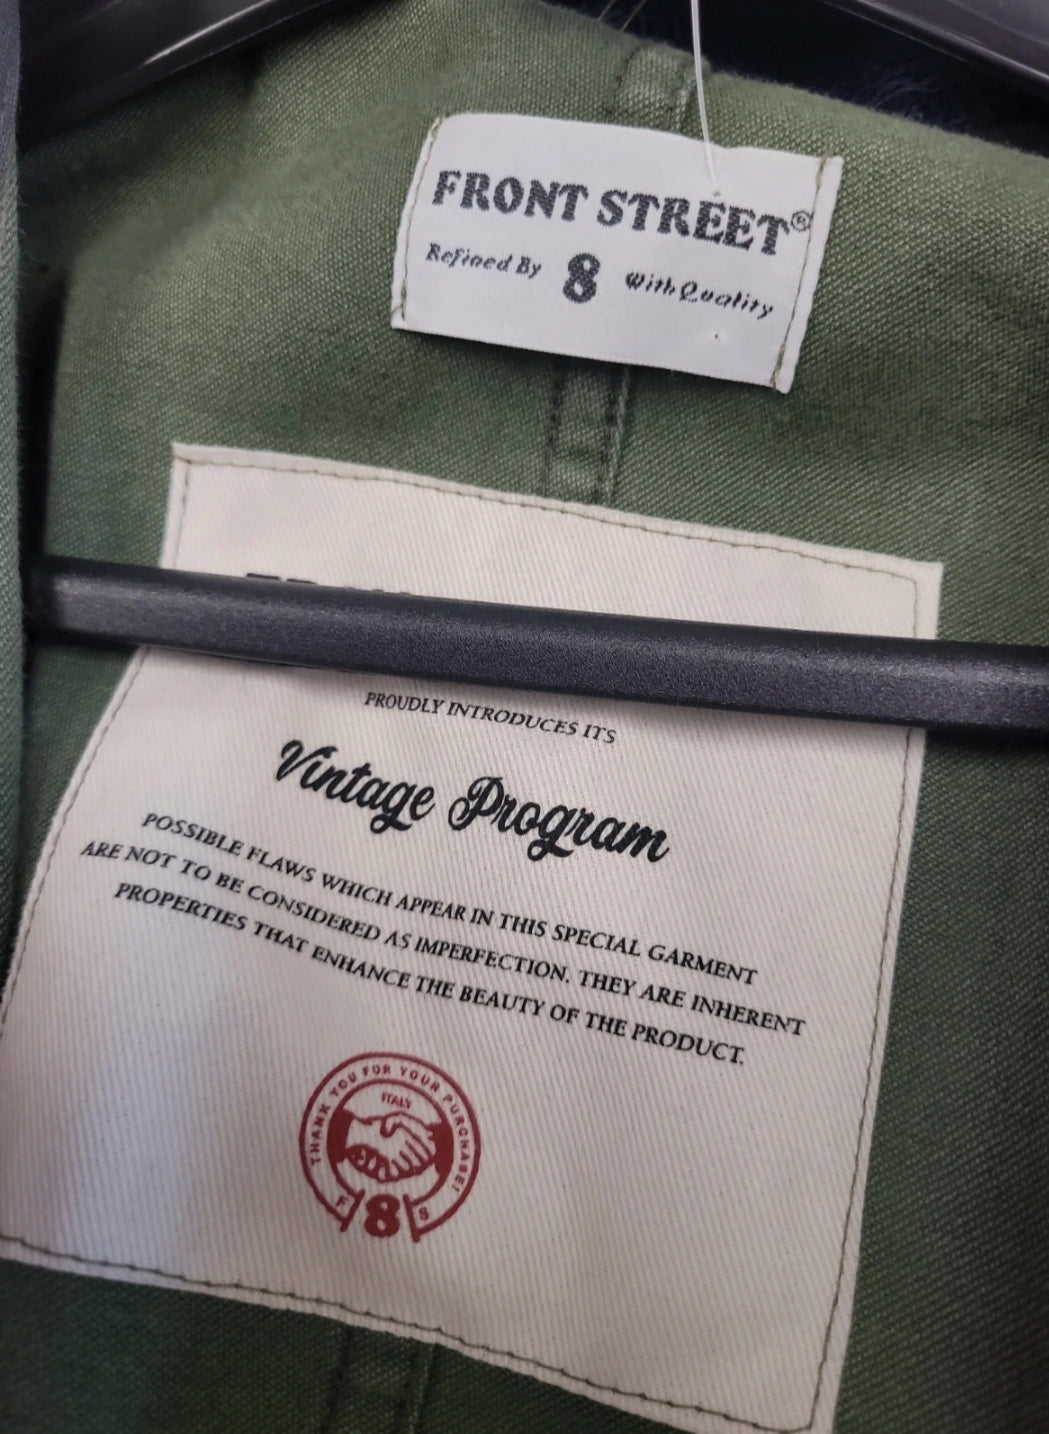 FRONT STREET®
Refined By 8 With Quality
PROUDLY INTRODUCES ITS
Vintage Program
POSSIBLE FLAWS WHICH APPEAR IN THIS SPECIAL GARMENT
ARE NOT TO BE CONSIDERED AS IMPERFECTION. THEY ARE INHERENT
PROPERTIES THAT ENHANCE THE BEAUTY OF THE PRODUCT.
THANK YOU FOR YOUR PURCHASE!
ITALY
F 8 S